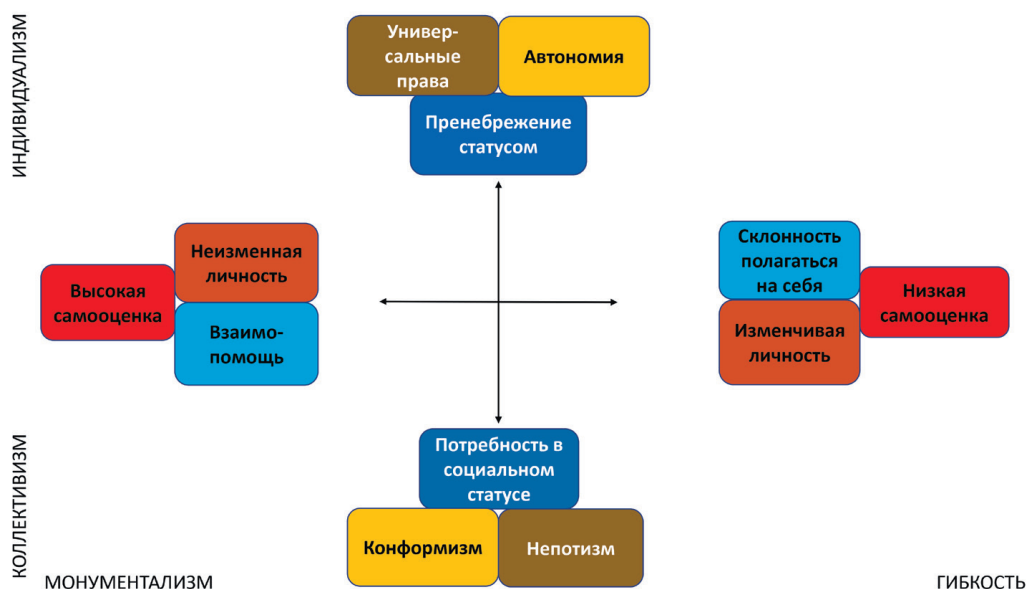 ИНДИВИДУАЛИЗМ
Универ-
сальные
права
Автономия
Пренебрежение
статусом
Неизменная
личность
Высокая
самооценка
Взаимо-
помощь
Склонность
полагаться
на себя
Низкая
самооценка
Изменчивая
личность
КОЛЛЕКТИВИЗМ
Потребность в
социальном
статусе
Конформизм
Непотизм
МОНУМЕНТАЛИЗМ
ГИБКОСТЬ